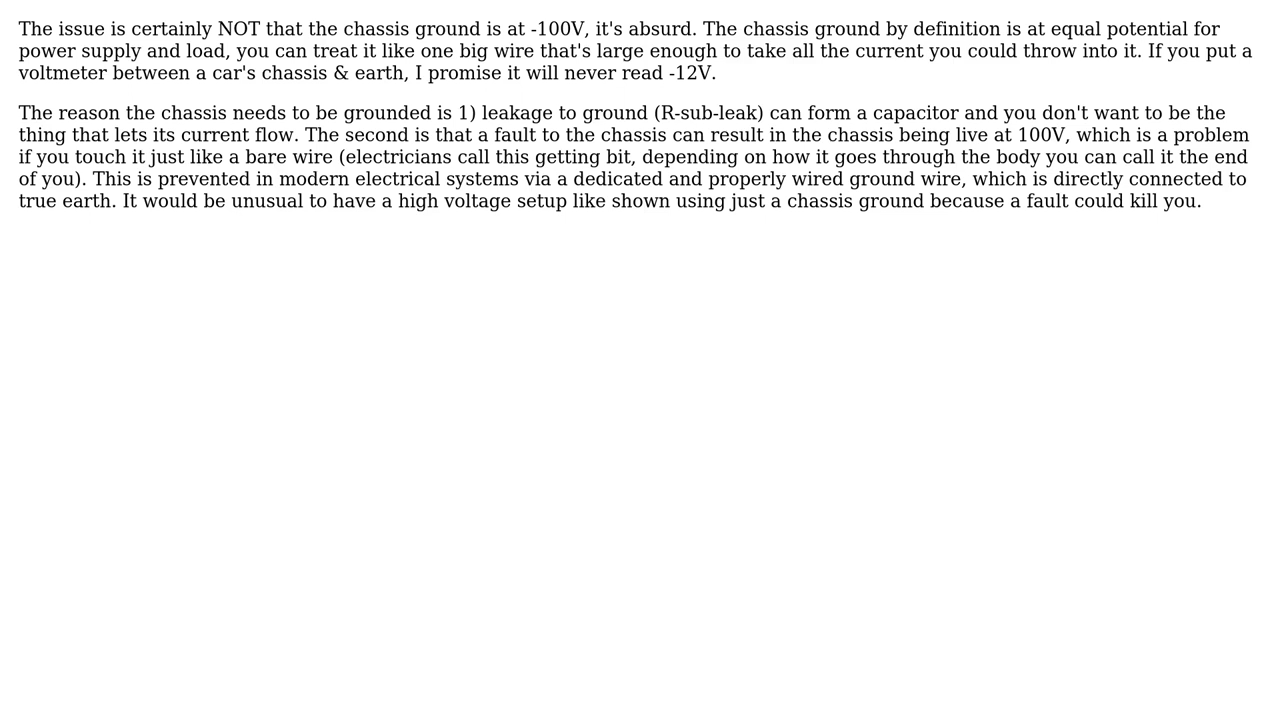 The issue is certainly NOT that the chassis ground is at -100V, it's absurd. The chassis ground by definition is at equal potential for
power supply and load, you can treat it like one big wire that's large enough to take all the current you could throw into it. If you put a
voltmeter between a car's chassis & earth, I promise it will never read -12V.
The reason the chassis needs to be grounded is 1) leakage to ground (R-sub-leak) can form a capacitor and you don't want to be the
thing that lets its current flow. The second is that a fault to the chassis can result in the chassis being live at 100V, which is a problem
if you touch it just like a bare wire (electricians call this getting bit, depending on how it goes through the body you can call it the end
of you). This is prevented in modern electrical systems via a dedicated and properly wired ground wire, which is directly connected to
true earth. It would be unusual to have a high voltage setup like shown using just a chassis ground because a fault could kill you.